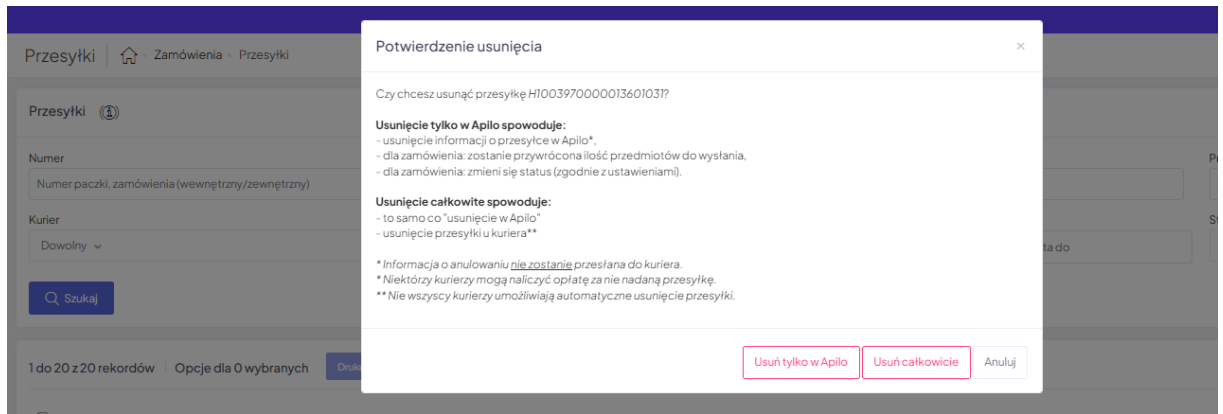 Potwierdzenie usunięcia
×
Czy chcesz usunąć przesyłkę H1003970000013601031?
Usunięcie tylko w Apilo spowoduje:
- usunięcie informacji o przesyłce w Apilo*,
- dla zamówienia: zostanie przywrócona ilość przedmiotów do wysłania,
- dla zamówienia: zmieni się status (zgodnie z ustawieniami).
Usunięcie całkowite spowoduje:
- to samo co "usunięcie w Apilo"
- usunięcie przesyłki u kuriera**
* Informacja o anulowaniu nie zostanie przesłana do kuriera.
* Niektórzy kurierzy mogą naliczyć opłatę za nie nadaną przesyłkę.
** Nie wszyscy kurierzy umożliwiają automatyczne usunięcie przesyłki.
Usuń tylko w Apilo Usuń całkowicie Anuluj
Przesyłki Zamówienia Przesyłki
Przesyłki
Numer
Numer paczki, zamówienia (wewnętrzny/zewnętrzny)
Kurier
Dowolny
ta do
Szukaj
1 do 20 z 20 rekordów Opcje dla 0 wybranych Druk